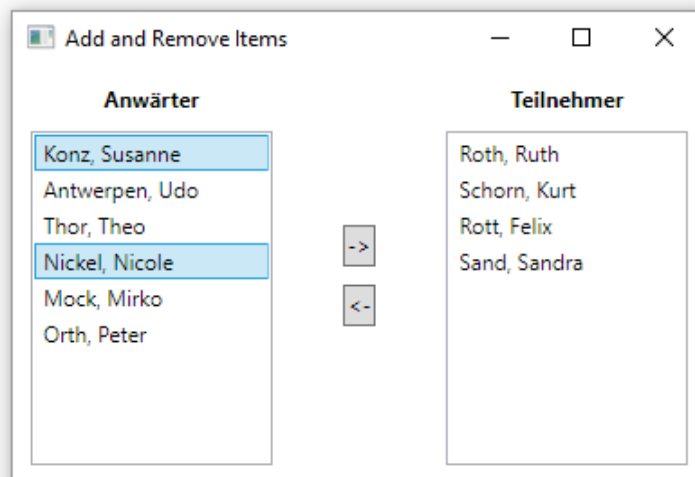 Add and Remove Items
Anwärter
Teilnehmer
Konz, Susanne
Antwerpen, Udo
Thor, Theo
Nickel, Nicole
Mock, Mirko
Orth, Peter
->
<-
Roth, Ruth
Schorn, Kurt
Rott, Felix
Sand, Sandra